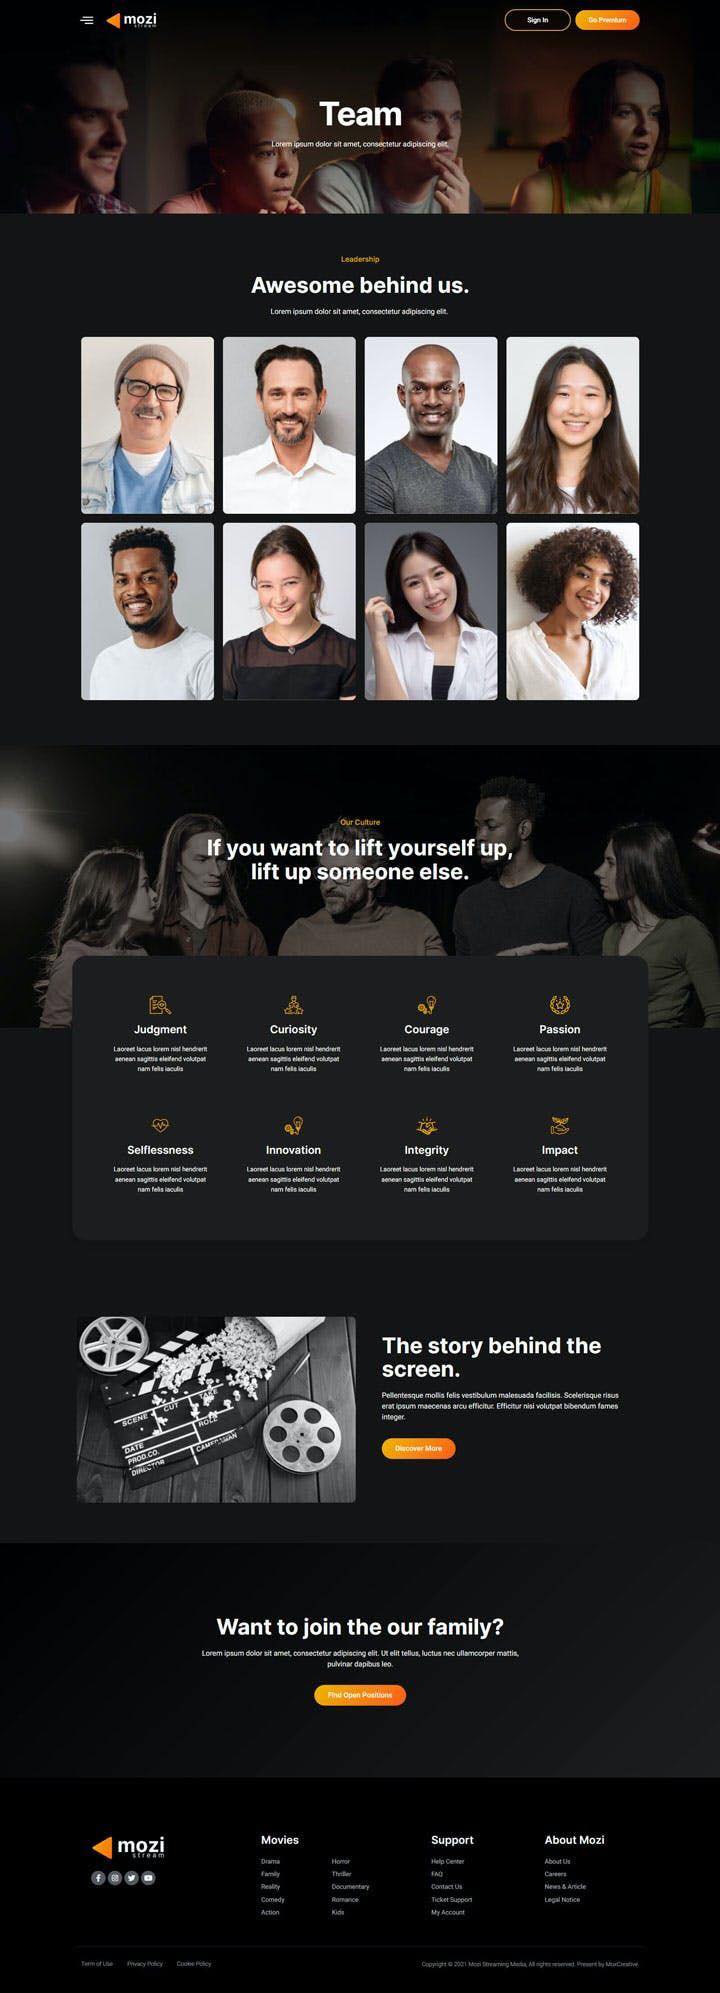 mozi
stream
Sign In
Go Premium
Team
Lorem ipsum dolor sit amet, consectetur adipiscing elit.
Leadership
Awesome behind us.
Lorem ipsum dolor sit amet, consectetur adipiscing elit.
Our Culture
If you want to lift yourself up,
lift up someone else.
Judgment
Laoreet lacus lorem nisl hendrerit
aenean sagittis eleifend volutpat
nam felis iaculis
Curiosity
Laoreet lacus lorem nisl hendrerit
aenean sagittis eleifend volutpat
nam felis iaculis
Courage
Laoreet lacus lorem nisl hendrerit
aenean sagittis eleifend volutpat
nam felis iaculis
Passion
Laoreet lacus lorem nisl hendrerit
aenean sagittis eleifend volutpat
nam felis iaculis
Selflessness
Laoreet lacus lorem nisl hendrerit
aenean sagittis eleifend volutpat
nam felis iaculis
Innovation
Laoreet lacus lorem nisl hendrerit
aenean sagittis eleifend volutpat
nam felis iaculis
Integrity
Laoreet lacus lorem nisl hendrerit
aenean sagittis eleifend volutpat
nam felis iaculis
Impact
Laoreet lacus lorem nisl hendrerit
aenean sagittis eleifend volutpat
nam felis iaculis
SCENE CUT TAKE
ROLL
DATE
PROD.CO.
CAMERAMAN
DIRECTOR
The story behind the
screen.
Pellentesque mollis felis vestibulum malesuada facilisis. Scelerisque risus
erat ipsum maecenas arcu efficitur. Efficitur nisi volutpat bibendum fames
integer.
Discover More
Want to join the our family?
Lorem ipsum dolor sit amet, consectetur adipiscing elit. Ut elit tellus, luctus nec ullamcorper mattis,
pulvinar dapibus leo.
Find Open Positions
mozi
stream
Movies
Drama
Family
Reality
Comedy
Action
Horror
Thriller
Documentary
Romance
Kids
Support
Help Center
FAQ
Contact Us
Ticket Support
My Account
About Mozi
About Us
Careers
News & Article
Legal Notice
Term of Use
Privacy Policy
Cookie Policy
Copyright © 2021 Mozi Streaming Media, All rights reserved. Present by MoxCreative